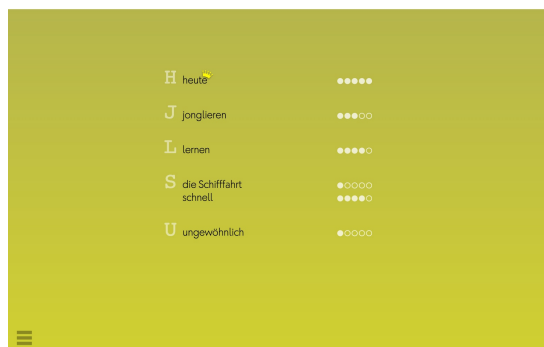 H heute
J jonglieren
L lernen
S die Schifffahrt
schnell
U ungewöhnlich